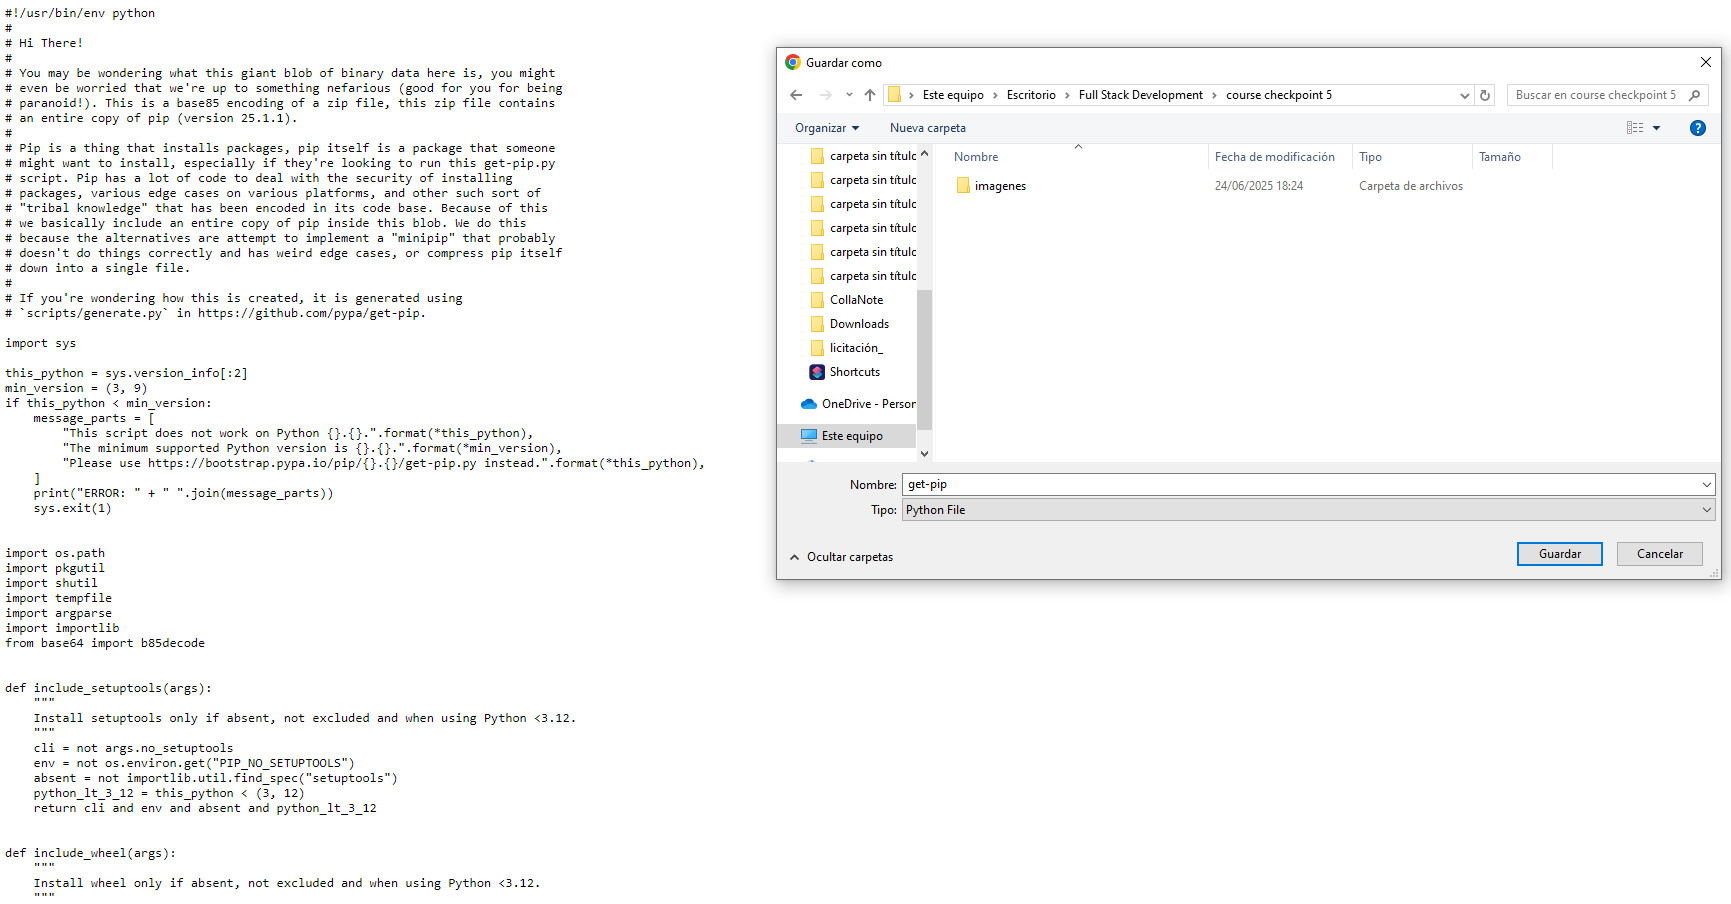 #!/usr/bin/env python
#
# Hi There!
#
# You may be wondering what this giant blob of binary data here is, you might
# even be worried that we're up to something nefarious (good for you for being
# paranoid!). This is a base85 encoding of a zip file, this zip file contains
# an entire copy of pip (version 25.1.1).
#
# Pip is a thing that installs packages, pip itself is a package that someone
# might want to install, especially if they're looking to run this get-pip.py
# script. Pip has a lot of code to deal with the security of installing
# packages, various edge cases on various platforms, and other such sort of
# "tribal knowledge" that has been encoded in its code base. Because of this
# we basically include an entire copy of pip inside this blob. We do this
# because the alternatives are attempt to implement a "minipip" that probably
# doesn't do things correctly and has weird edge cases, or compress pip itself
# down into a single file.
#
# If you're wondering how this is created, it is generated using
# `scripts/generate.py` in https://github.com/pypa/get-pip.

import sys

this_python = sys.version_info[:2]
min_version = (3, 9)
if this_python < min_version:
    message_parts = [
        "This script does not work on Python {}.{}.".format(*this_python),
        "The minimum supported Python version is {}.{}.".format(*min_version),
        "Please use https://bootstrap.pypa.io/pip/{}.{}/get-pip.py instead.".format(*this_python),
    ]
    print("ERROR: " + " ".join(message_parts))
    sys.exit(1)


import os.path
import pkgutil
import shutil
import tempfile
import argparse
import importlib
from base64 import b85decode


def include_setuptools(args):
    """
    Install setuptools only if absent, not excluded and when using Python <3.12.
    """
    cli = not args.no_setuptools
    env = not os.environ.get("PIP_NO_SETUPTOOLS")
    absent = not importlib.util.find_spec("setuptools")
    python_lt_3_12 = this_python < (3, 12)
    return cli and env and absent and python_lt_3_12


def include_wheel(args):
    """
    Install wheel only if absent, not excluded and when using Python <3.12.
    """
Guardar como
Este equipo > Escritorio > Full Stack Development > course checkpoint 5
Buscar en course checkpoint 5
Organizar Nueva carpeta
carpeta sin títulc
carpeta sin títulc
carpeta sin títulc
carpeta sin títulc
carpeta sin títulc
carpeta sin títulc
CollaNote
Downloads
licitación_
Shortcuts
OneDrive - Person
Este equipo
Nombre Fecha de modificación Tipo Tamaño
imagenes 24/06/2025 18:24 Carpeta de archivos
Nombre: get-pip
Tipo: Python File
Ocultar carpetas Guardar Cancelar